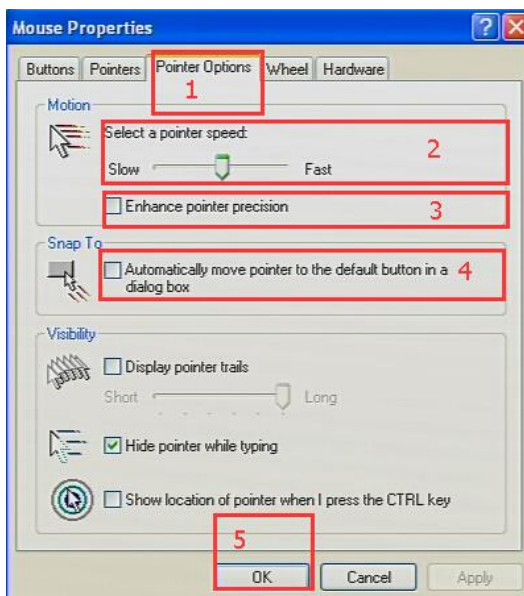 Mouse Properties
Buttons Pointers Pointer Options Wheel Hardware
1
Motion
Select a pointer speed:
2
Slow Fast
Enhance pointer precision
3
Snap To
Automatically move pointer to the default button in a
4
dialog box
Visibility
Display pointer trails
Short Long
Hide pointer while typing
Show location of pointer when I press the CTRL key
5
OK Cancel Apply